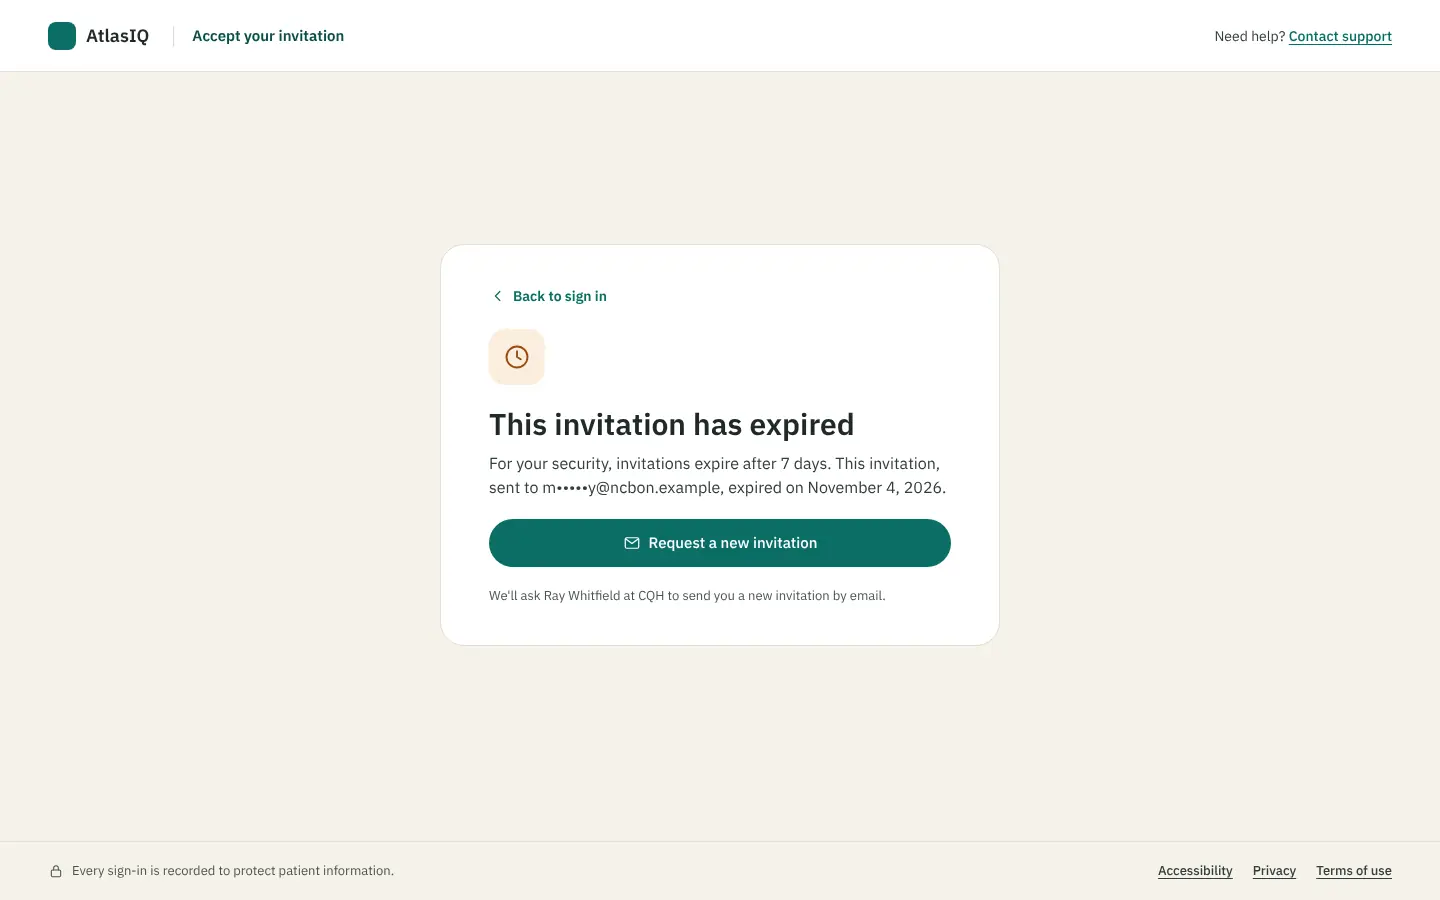 AtlasIQ
Accept your invitation
Need help? Contact support
Back to sign in
This invitation has expired
For your security, invitations expire after 7 days. This invitation,
sent to m•••••y@ncbon.example, expired on November 4, 2026.
Request a new invitation
We'll ask Ray Whitfield at CQH to send you a new invitation by email.
Every sign-in is recorded to protect patient information.
Accessibility
Privacy
Terms of use